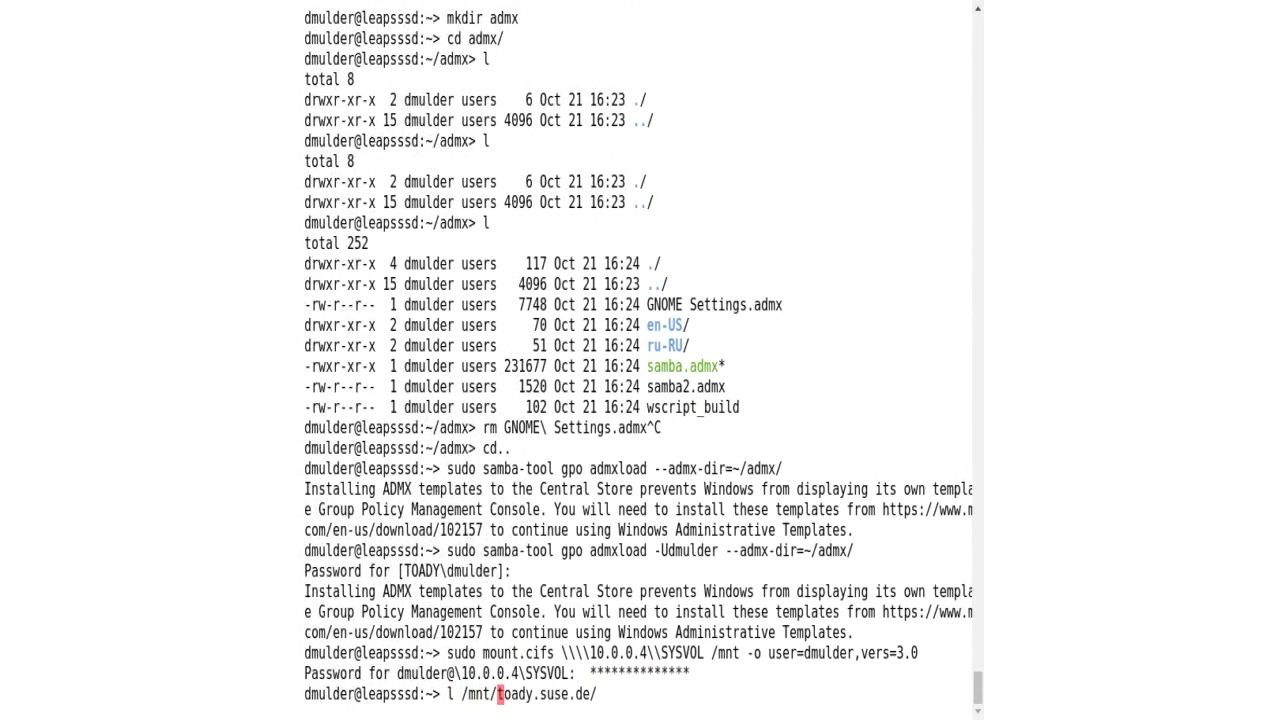 dmulder@leapsssd:~> mkdir admx
dmulder@leapsssd:~> cd admx/
dmulder@leapsssd:~/admx> l
total 8
drwxr-xr-x  2 dmulder users    6 Oct 21 16:23 ./
drwxr-xr-x 15 dmulder users 4096 Oct 21 16:23 ../
dmulder@leapsssd:~/admx> l
total 8
drwxr-xr-x  2 dmulder users    6 Oct 21 16:23 ./
drwxr-xr-x 15 dmulder users 4096 Oct 21 16:23 ../
dmulder@leapsssd:~/admx> l
total 252
drwxr-xr-x  4 dmulder users    117 Oct 21 16:24 ./
drwxr-xr-x 15 dmulder users   4096 Oct 21 16:23 ../
-rw-r--r--  1 dmulder users   7748 Oct 21 16:24 GNOME Settings.admx
drwxr-xr-x  2 dmulder users     70 Oct 21 16:24 en-US/
drwxr-xr-x  2 dmulder users     51 Oct 21 16:24 ru-RU/
-rwxr-xr-x  1 dmulder users 231677 Oct 21 16:24 samba.admx*
-rw-r--r--  1 dmulder users   1520 Oct 21 16:24 samba2.admx
-rw-r--r--  1 dmulder users    102 Oct 21 16:24 wscript_build
dmulder@leapsssd:~/admx> rm GNOME\ Settings.admx^C
dmulder@leapsssd:~/admx> cd..
dmulder@leapsssd:~> sudo samba-tool gpo admxload --admx-dir=~/admx/
Installing ADMX templates to the Central Store prevents Windows from displaying its own templa
e Group Policy Management Console. You will need to install these templates from https://www.m
com/en-us/download/102157 to continue using Windows Administrative Templates.
dmulder@leapsssd:~> sudo samba-tool gpo admxload -Udmulder --admx-dir=~/admx/
Password for [TOADY\dmulder]:
Installing ADMX templates to the Central Store prevents Windows from displaying its own templa
e Group Policy Management Console. You will need to install these templates from https://www.m
com/en-us/download/102157 to continue using Windows Administrative Templates.
dmulder@leapsssd:~> sudo mount.cifs \\\\10.0.0.4\\SYSVOL /mnt -o user=dmulder,vers=3.0
Password for dmulder@\10.0.0.4\SYSVOL:  **************
dmulder@leapsssd:~> l /mnt/toady.suse.de/